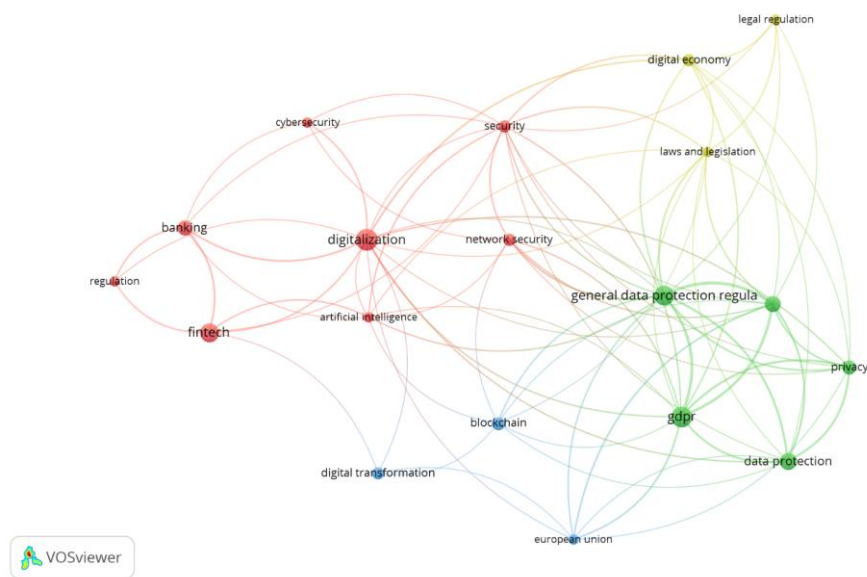 legal regulation
digital economy
cybersecurity
security
laws and legislation
banking
digitalization
network security
regulation
general data protection regula
fintech
artificial intelligence
privacy
blockchain
gdpr
digital transformation
data protection
european union
VOSviewer